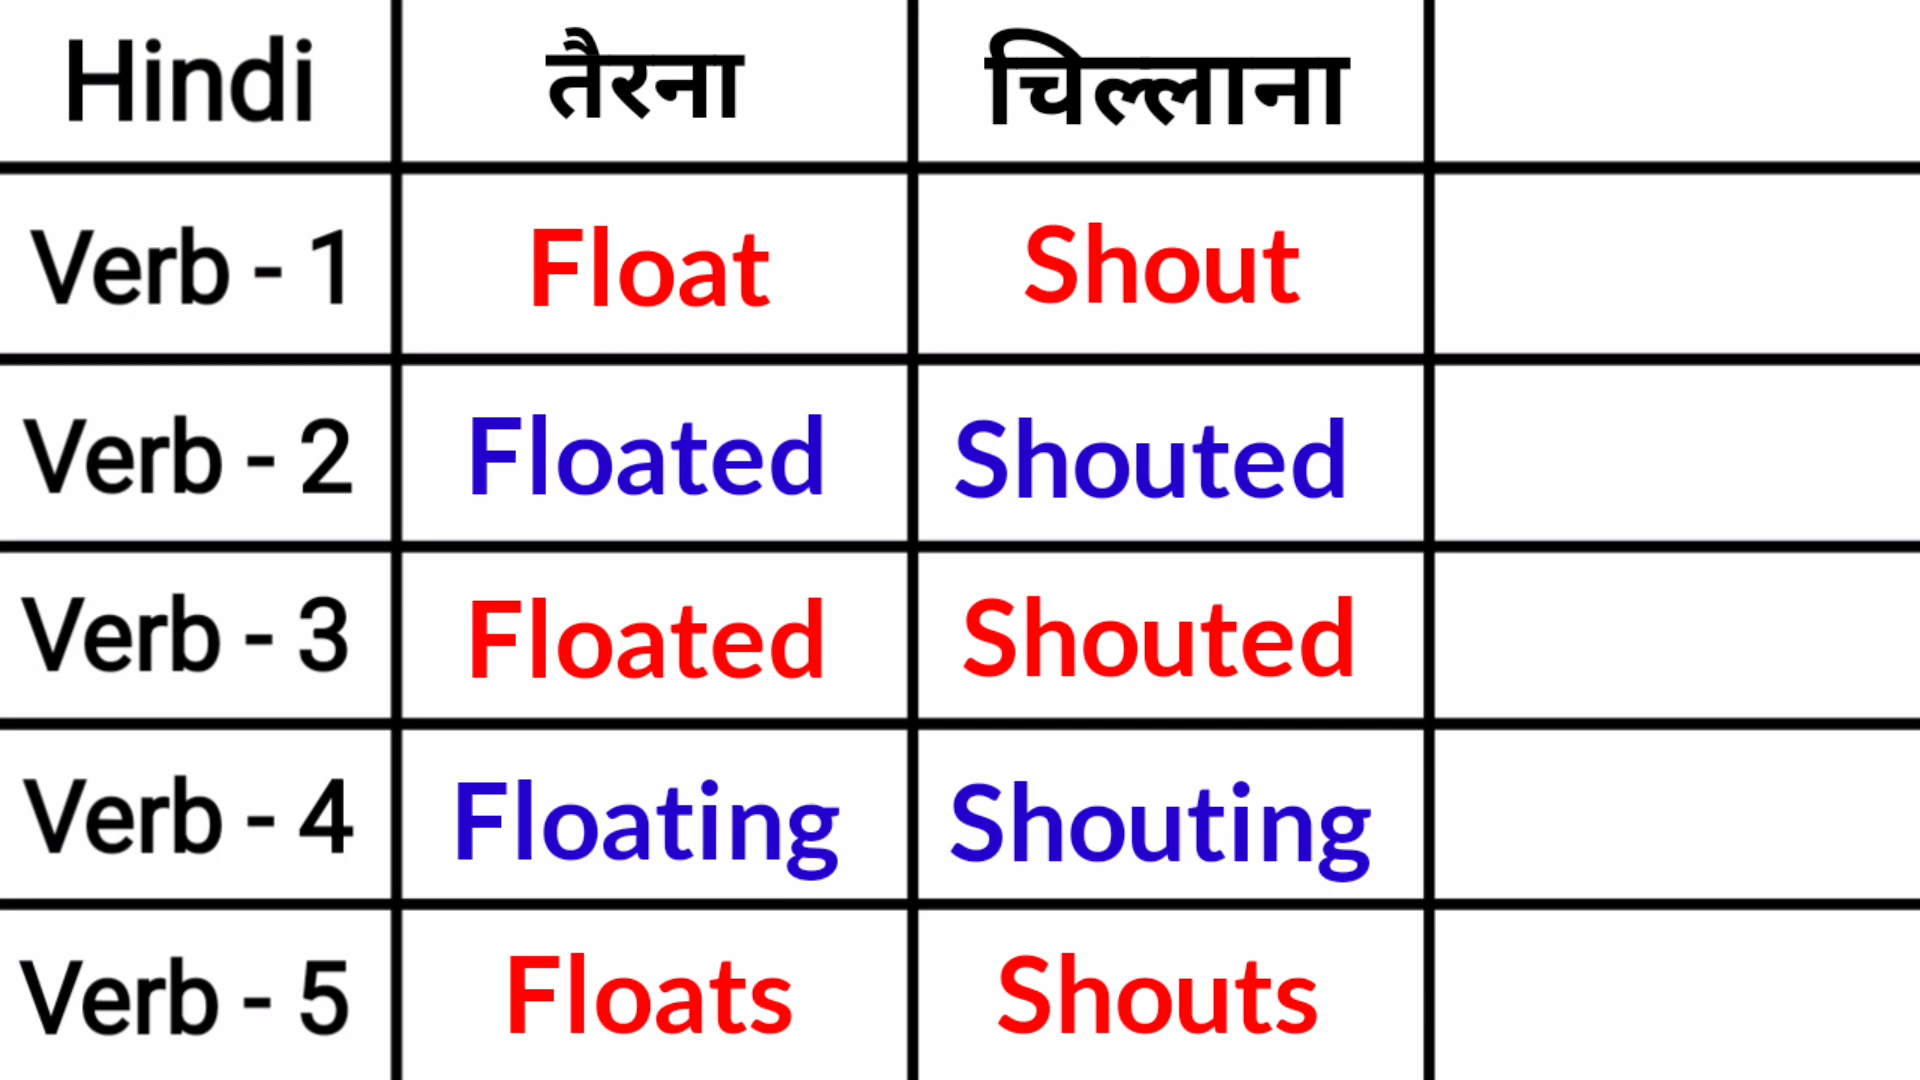 Hindi तैरना चिल्लाना
Verb - 1 Float Shout
Verb - 2 Floated Shouted
Verb - 3 Floated Shouted
Verb - 4 Floating Shouting
Verb - 5 Floats Shouts